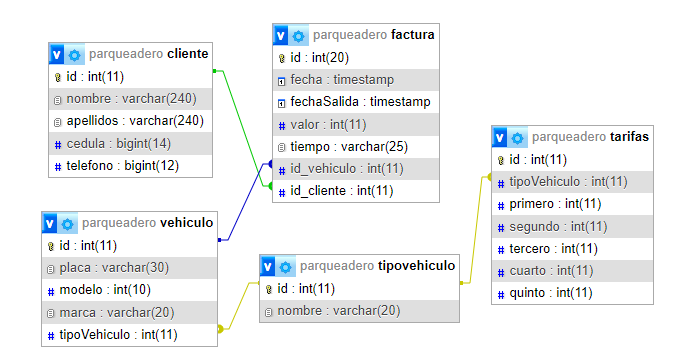 parqueadero cliente
id : int(11)
nombre : varchar(240)
apellidos : varchar(240)
# cedula : bigint(14)
# telefono : bigint(12)
parqueadero factura
id : int(20)
fecha : timestamp
fechaSalida : timestamp
# valor : int(11)
tiempo : varchar(25)
# id_vehiculo : int(11)
# id_cliente : int(11)
parqueadero tarifas
id : int(11)
# tipoVehiculo : int(11)
# primero : int(11)
# segundo : int(11)
# tercero : int(11)
# cuarto : int(11)
# quinto : int(11)
parqueadero vehiculo
id : int(11)
placa : varchar(30)
# modelo : int(10)
marca : varchar(20)
# tipoVehiculo : int(11)
parqueadero tipovehiculo
id : int(11)
nombre : varchar(20)